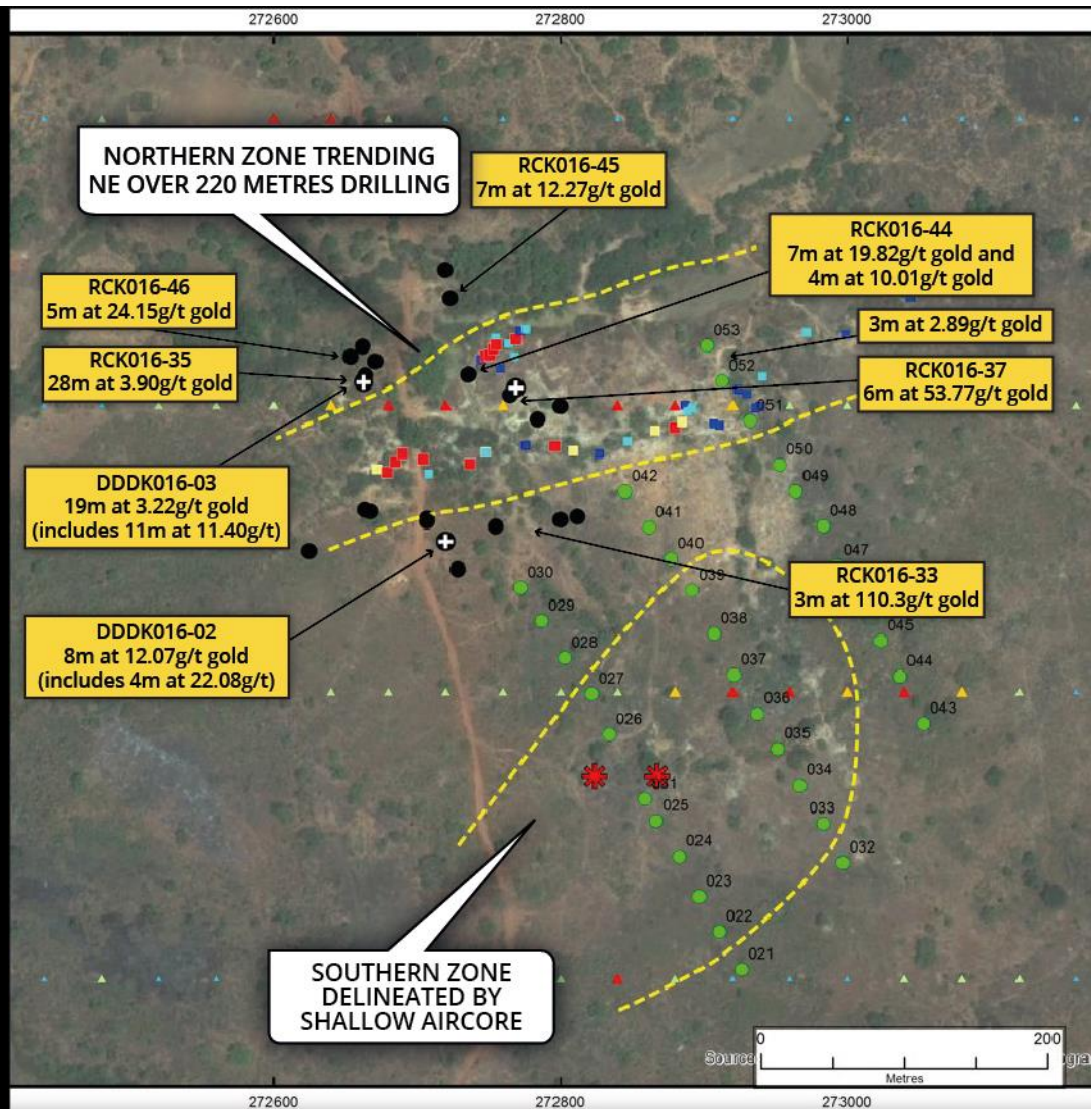 272600
272800
273000
NORTHERN ZONE TRENDING
NE OVER 220 METRES DRILLING
RCK016-45
7m at 12.27g/t gold
RCK016-44
7m at 19.82g/t gold and
4m at 10.01g/t gold
RCK016-46
5m at 24.15g/t gold
3m at 2.89g/t gold
RCK016-35
28m at 3.90g/t gold
RCK016-37
6m at 53.77g/t gold
053
052
051
050
049
048
047
DDDK016-03
19m at 3.22g/t gold
(includes 11m at 11.40g/t)
042
041
040
039
038
037
036
035
034
033
032
RCK016-33
3m at 110.3g/t gold
045
044
043
DDDK016-02
8m at 12.07g/t gold
(includes 4m at 22.08g/t)
030
029
028
027
026
025
024
023
022
021
SOUTHERN ZONE
DELINEATED BY
SHALLOW AIRCORE
0
200
Metres
272600
272800
273000